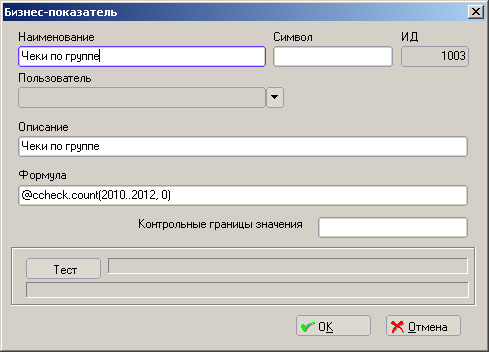 Бизнес-показатель
Наименование Символ ИД
Чеки по группе 1003
Пользователь
Описание
Чеки по группе
Формула
@ccheck.count(2010..2012, 0)
Контрольные границы значения
Тест
OK Отмена